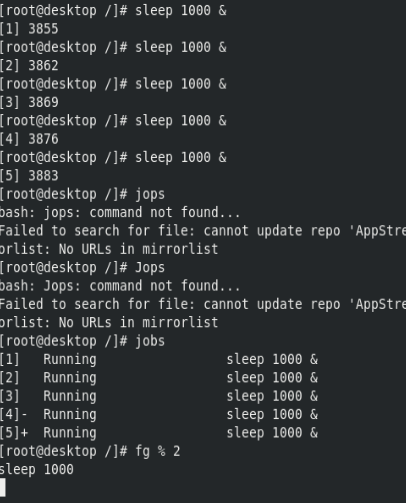 [root@desktop /]# sleep 1000 &
[1] 3855
[root@desktop /]# sleep 1000 &
[2] 3862
[root@desktop /]# sleep 1000 &
[3] 3869
[root@desktop /]# sleep 1000 &
[4] 3876
[root@desktop /]# sleep 1000 &
[5] 3883
[root@desktop /]# jops
bash: jops: command not found...
Failed to search for file: cannot update repo 'AppStre
orlist: No URLs in mirrorlist
[root@desktop /]# Jops
bash: Jops: command not found...
Failed to search for file: cannot update repo 'AppStre
orlist: No URLs in mirrorlist
[root@desktop /]# jobs
[1]   Running                 sleep 1000 &
[2]   Running                 sleep 1000 &
[3]   Running                 sleep 1000 &
[4]-  Running                 sleep 1000 &
[5]+  Running                 sleep 1000 &
[root@desktop /]# fg % 2
sleep 1000